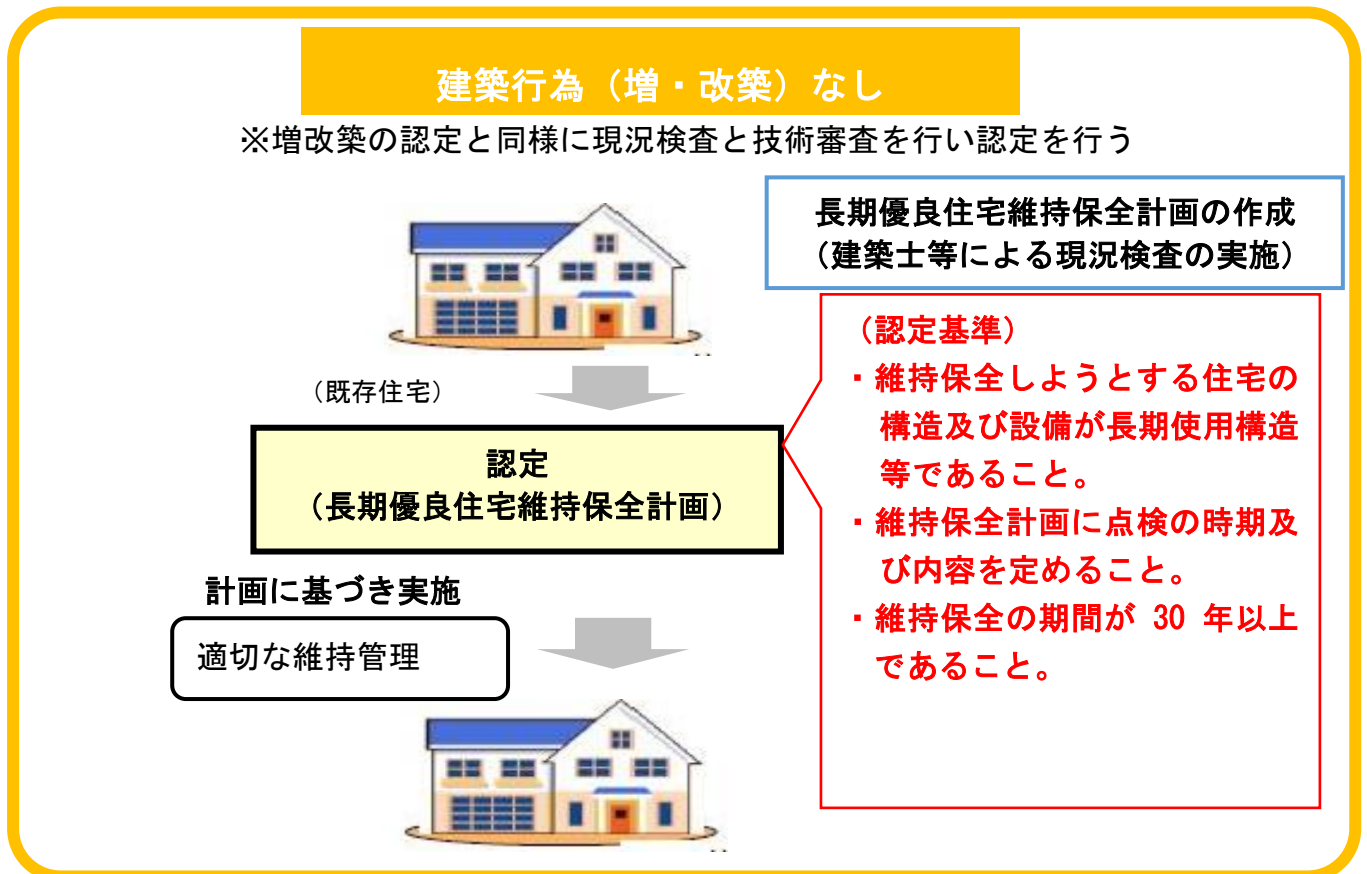 建築行為（増・改築）なし
※増改築の認定と同様に現況検査と技術審査を行い認定を行う
長期優良住宅維持保全計画の作成
（建築士等による現況検査の実施）
（既存住宅）
認定
（長期優良住宅維持保全計画）
（認定基準）
・維持保全しようとする住宅の
構造及び設備が長期使用構造
等であること。
・維持保全計画に点検の時期及
び内容を定めること。
・維持保全の期間が 30 年以上
であること。
計画に基づき実施
適切な維持管理